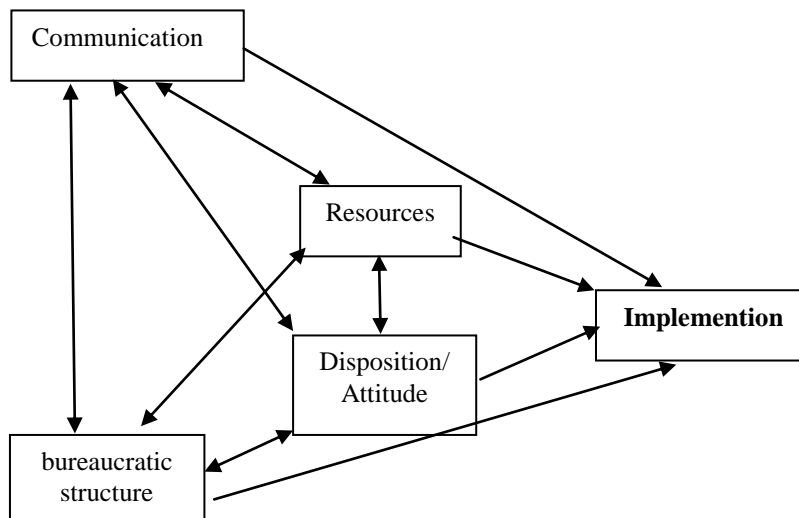 Communication
Resources
Implemention
Disposition/
Attitude
bureaucratic
structure